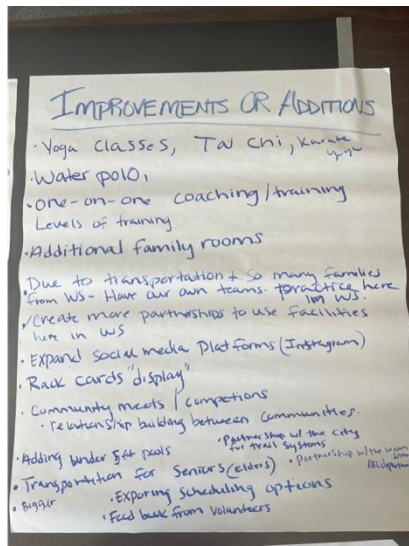 IMPROVEMENTS OR ADDITIONS
· Yoga Classes, Tai Chi, Karate
· Water polo,
· one-on-one coaching/training
Levels of training
· Additional family rooms
· Due to transportation + so many families
from WS - Have our own teams. practice here
in WS.
✓ Create more partnerships to use facilities
here in WS
· Expand social media platforms (Instagram)
· Rack cards "display"
· Community meets / competions
· relationship building between communities.
· Partnership w/ the City
for trail systems
· Adding under 5ft pools
· Transportation for Seniors (elders)
· Partnership w/ the Warm
· Bigger
· Exporing scheduling options
· Feed back from volunteers